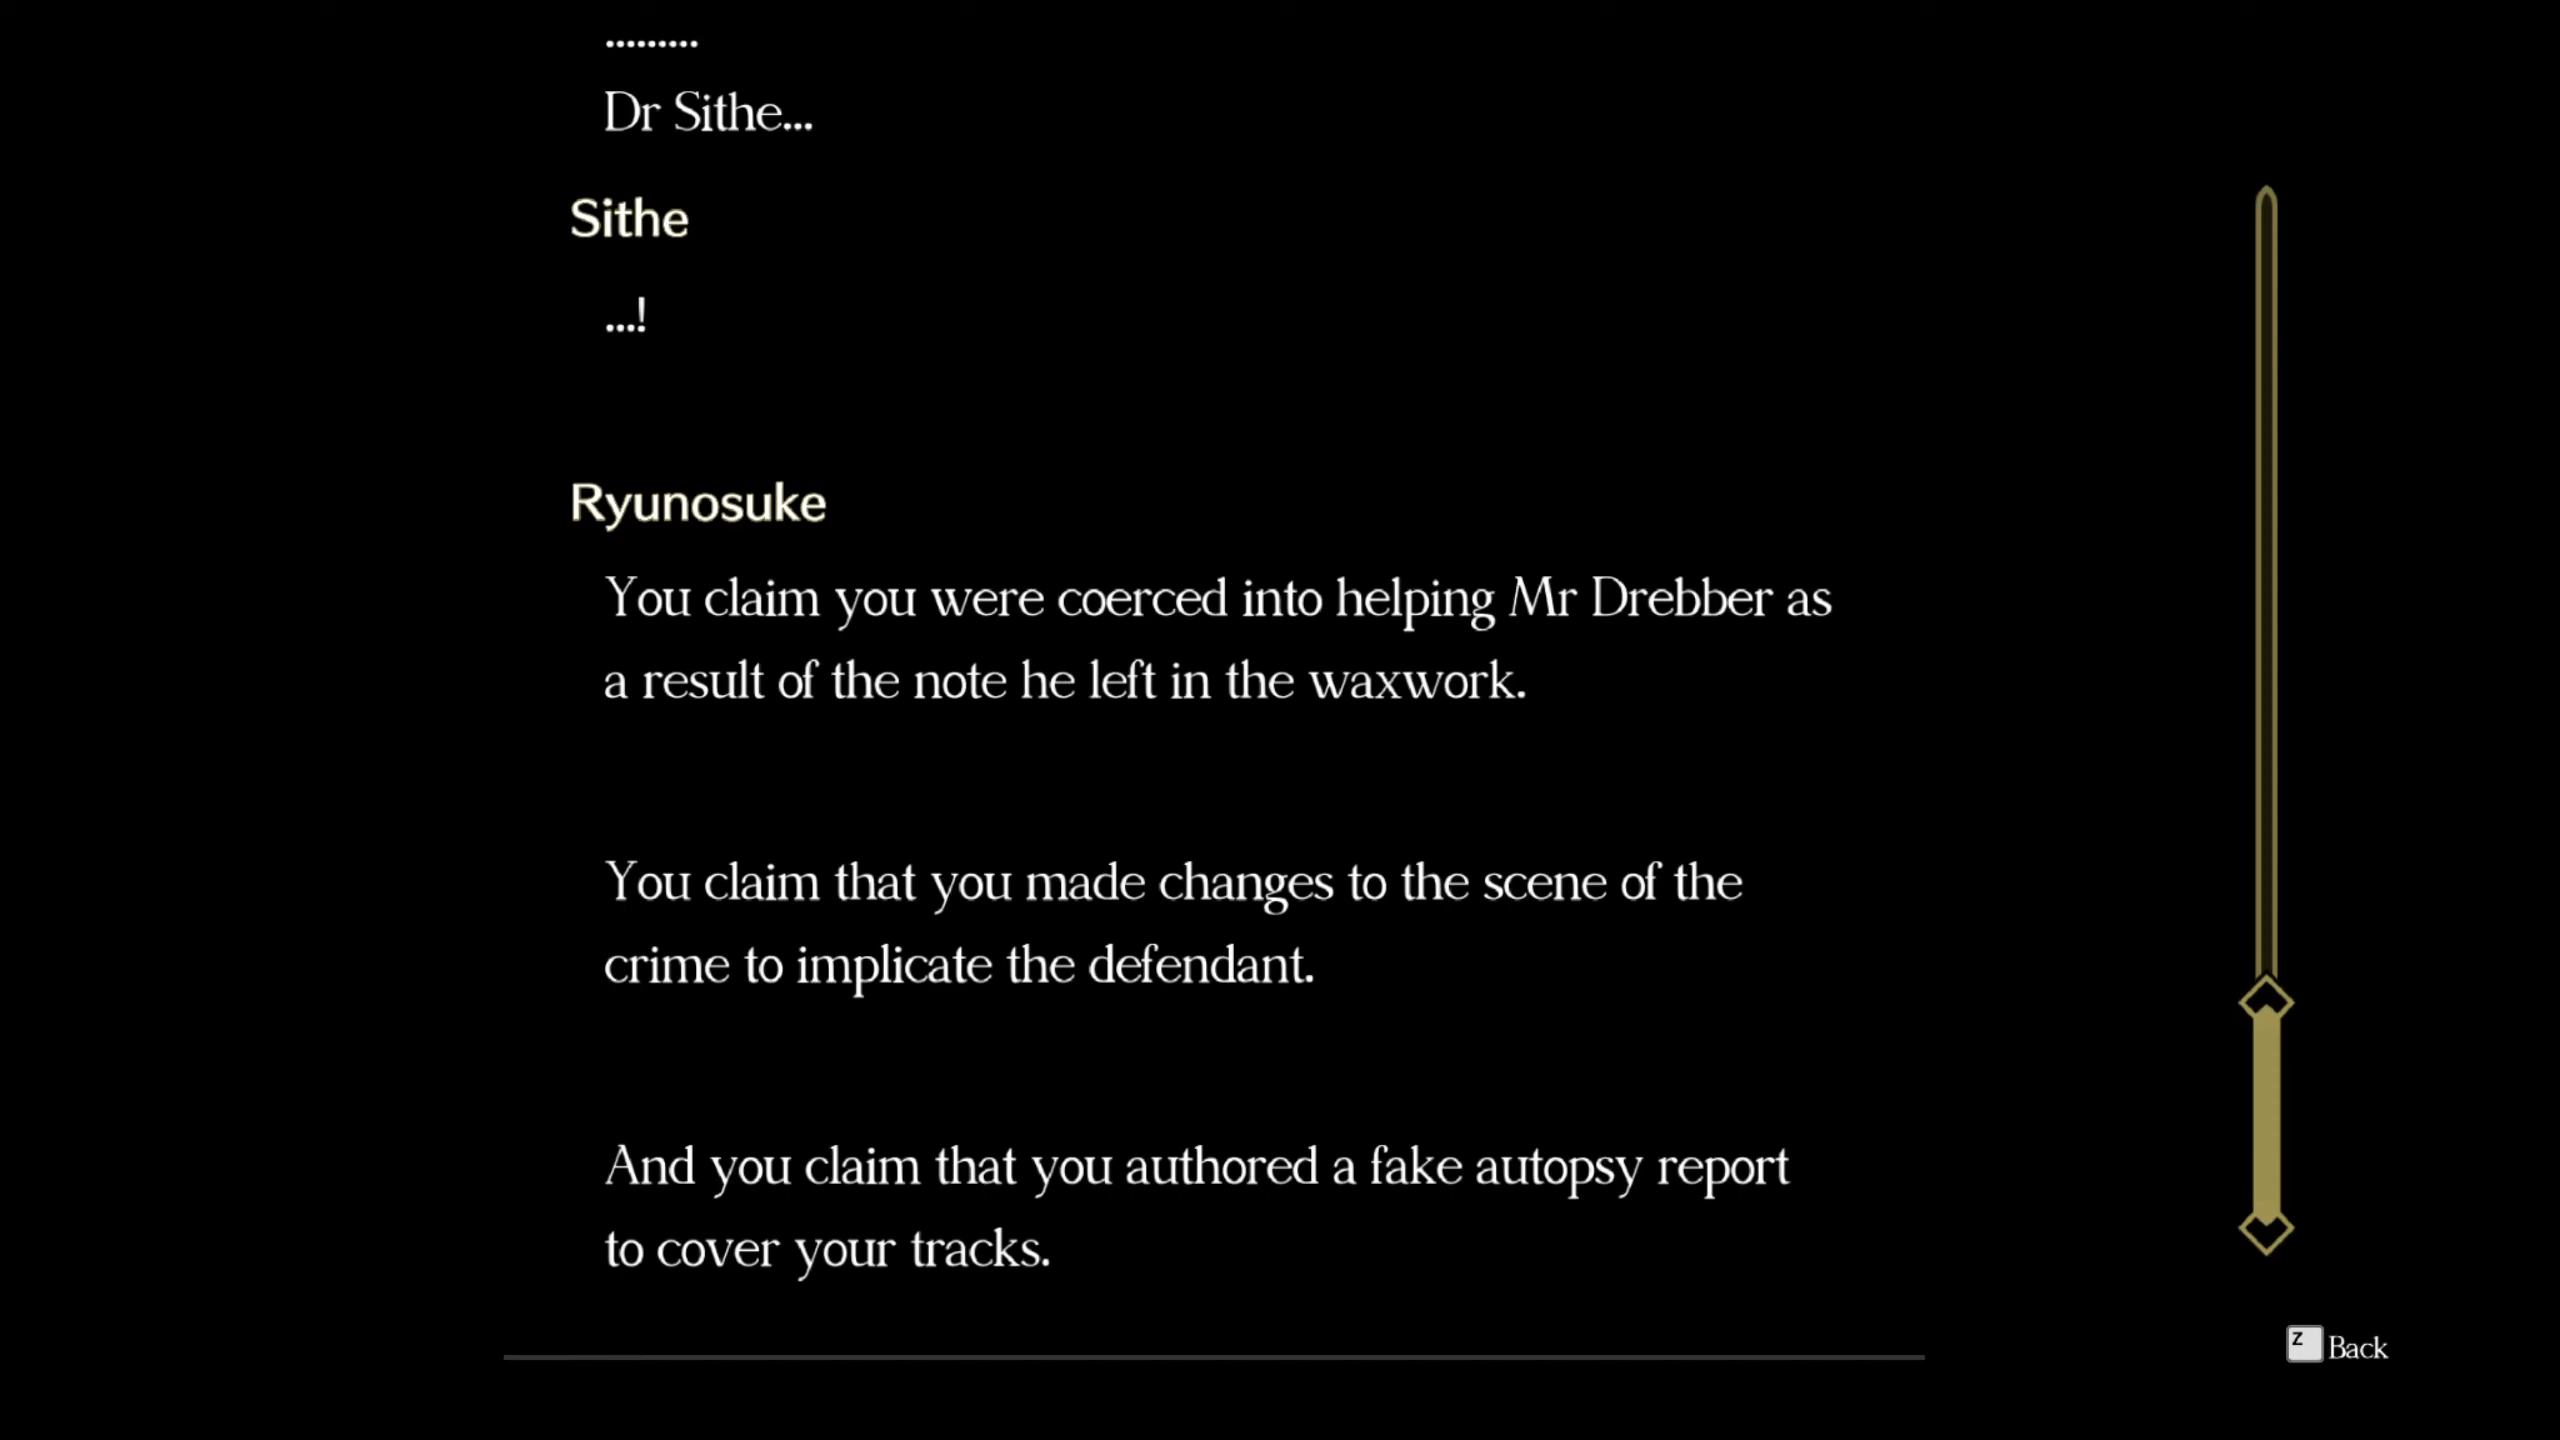 .........
Dr Sithe...
Sithe
...!
Ryunosuke
You claim you were coerced into helping Mr Drebber as
a result of the note he left in the waxwork.
You claim that you made changes to the scene of the
crime to implicate the defendant.
And you claim that you authored a fake autopsy report
to cover your tracks.
Z Back